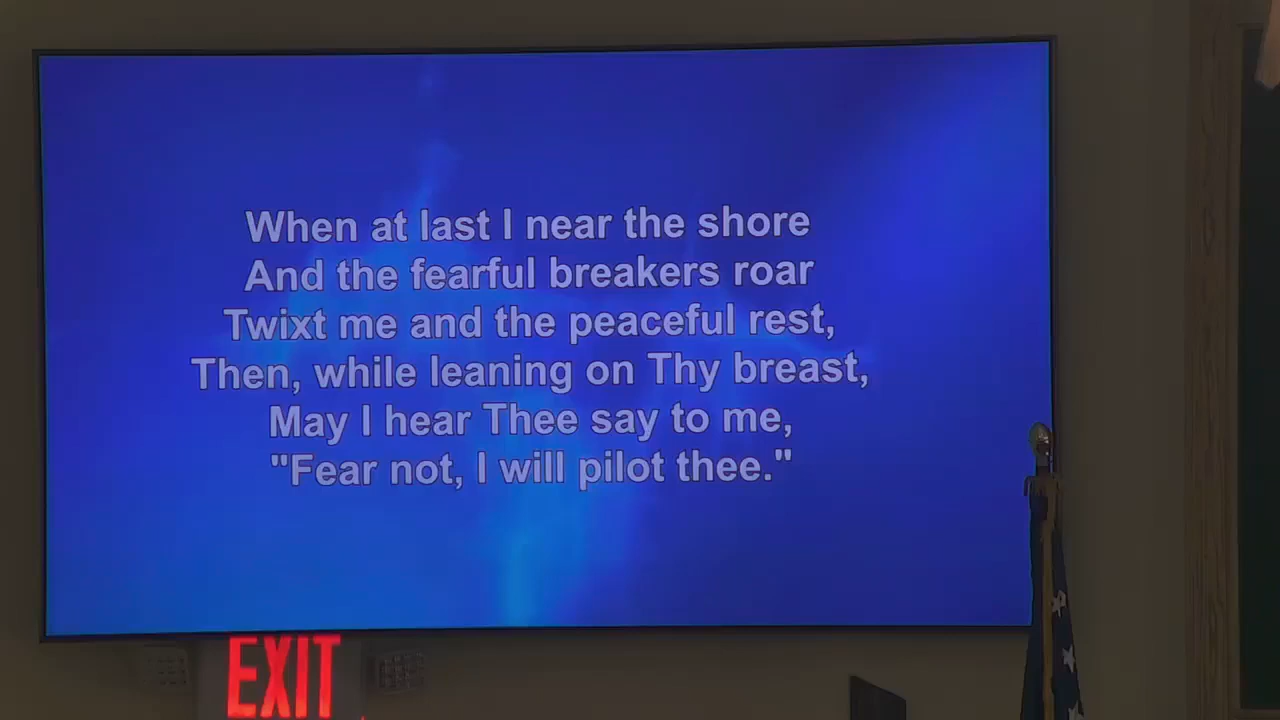 When at last I near the shore
And the fearful breakers roar
Twixt me and the peaceful rest,
Then, while leaning on Thy breast,
May I hear Thee say to me,
"Fear not, I will pilot thee."
EXIT